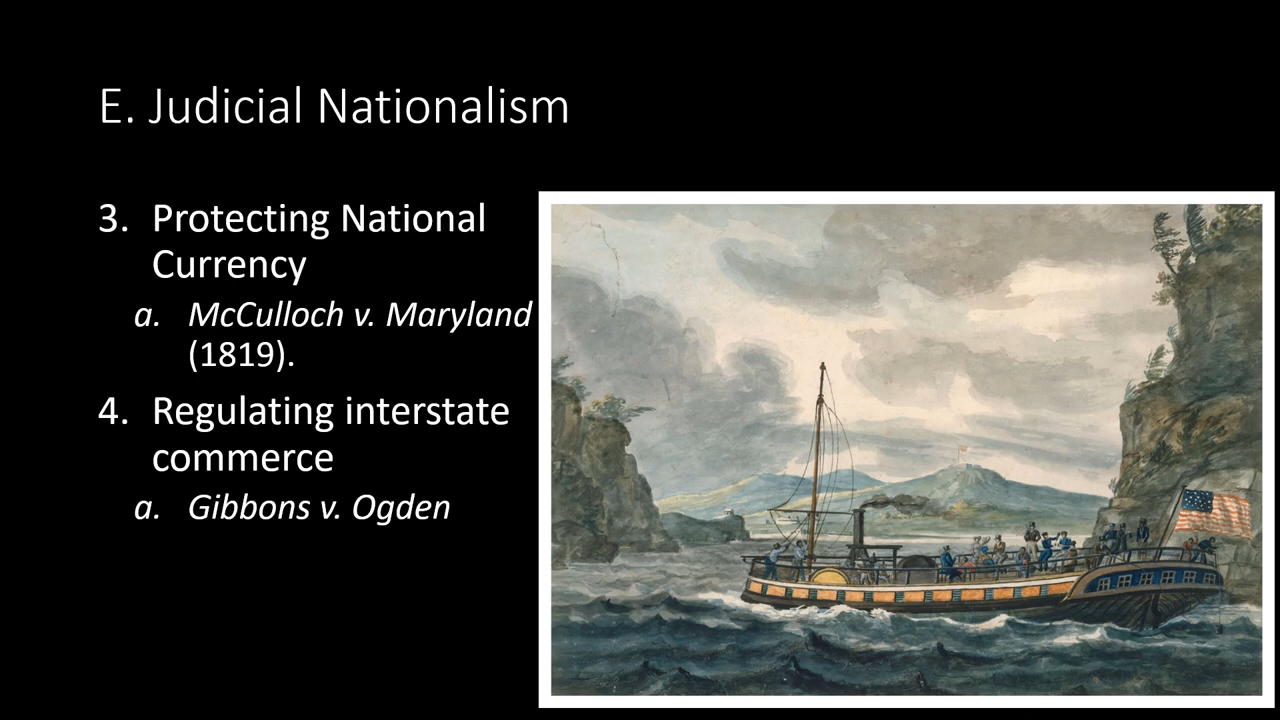 E. Judicial Nationalism
3. Protecting National
Currency
a. McCulloch v. Maryland
(1819).
4. Regulating interstate
commerce
a. Gibbons v. Ogden